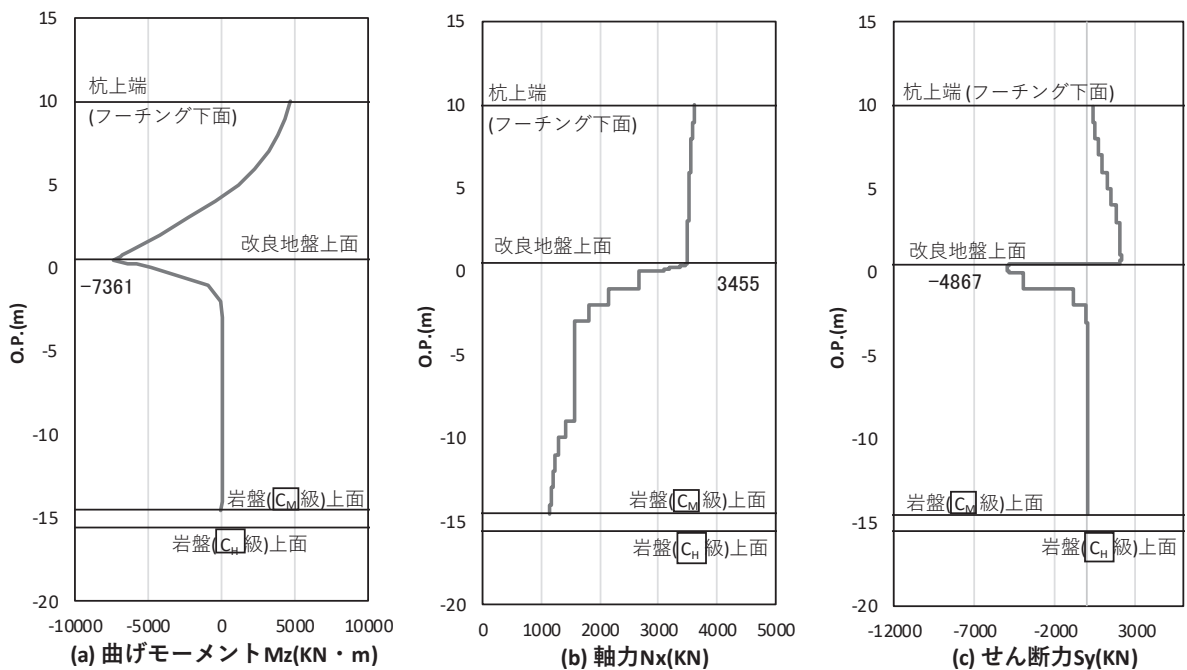 15
杭上端
10
(フーチング下面)
5
改良地盤上面
0
-7361
-5
-10
岩盤(CM級)上面
-15
岩盤(CH級)上面
-20
-10000 -5000 0 5000 10000
O.P.(m)
(a) 曲げモーメントMz(KN・m)
15
杭上端
10
(フーチング下面)
5
改良地盤上面
0
3455
-5
-10
岩盤(CM級)上面
-15
岩盤(CH級)上面
-20
0 1000 2000 3000 4000 5000
O.P.(m)
(b) 軸力Nx(KN)
15
杭上端(フーチング下面)
10
5
改良地盤上面
0
-4867
-5
-10
岩盤(CM級)上面
-15
岩盤(CH級)上面
-20
-12000 -7000 -2000 3000
O.P.(m)
(c) せん断力Sy(KN)